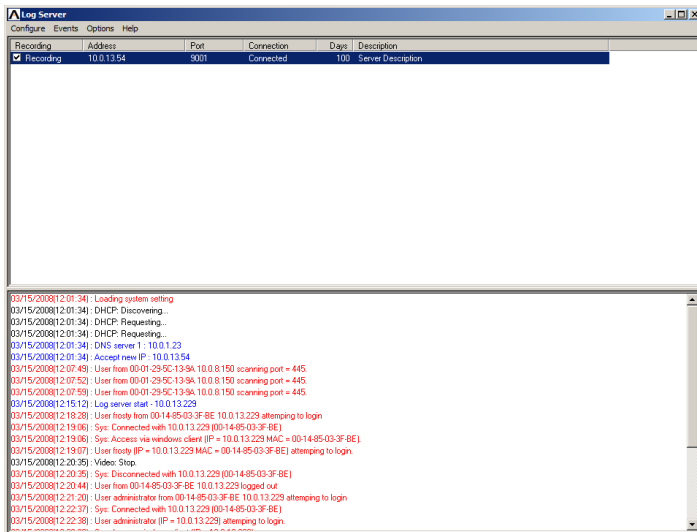 Log Server
Configure Events Options Help
Recording Address Port Connection Days Description
Recording 10.0.13.54 9001 Connected 100 Server Description
03/15/2008(12:01:34) : Loading system setting
03/15/2008(12:01:34) : DHCP: Discovering...
03/15/2008(12:01:34) : DHCP: Requesting...
03/15/2008(12:01:34) : DHCP: Requesting...
03/15/2008(12:01:34) : DNS server 1 : 10.0.1.23
03/15/2008(12:01:34) : Accept new IP : 10.0.13.54
03/15/2008(12:07:49) : User from 00-01-29-5C-13-9A 10.0.8.150 scanning port = 445.
03/15/2008(12:07:52) : User from 00-01-29-5C-13-9A 10.0.8.150 scanning port = 445.
03/15/2008(12:07:59) : User from 00-01-29-5C-13-9A 10.0.8.150 scanning port = 445.
03/15/2008(12:15:12) : Log server start - 10.0.13.229
03/15/2008(12:18:28) : User frosty from 00-14-85-03-3F-BE 10.0.13.229 attemping to login
03/15/2008(12:19:06) : Sys: Connected with 10.0.13.229 (00-14-85-03-3F-BE)
03/15/2008(12:19:06) : Sys: Access via windows client (IP = 10.0.13.229 MAC = 00-14-85-03-3F-BE).
03/15/2008(12:19:07) : User frosty (IP = 10.0.13.229 MAC = 00-14-85-03-3F-BE) attemping to login.
03/15/2008(12:20:35) : Video: Stop.
03/15/2008(12:20:35) : Sys: Disconnected with 10.0.13.229 (00-14-85-03-3F-BE)
03/15/2008(12:20:44) : User from 00-14-85-03-3F-BE 10.0.13.229 logged out
03/15/2008(12:21:20) : User administrator from 00-14-85-03-3F-BE 10.0.13.229 attemping to login
03/15/2008(12:22:37) : Sys: Connected with 10.0.13.229 (00-14-85-03-3F-BE)
03/15/2008(12:22:38) : User administrator (IP = 10.0.13.229) attemping to login.